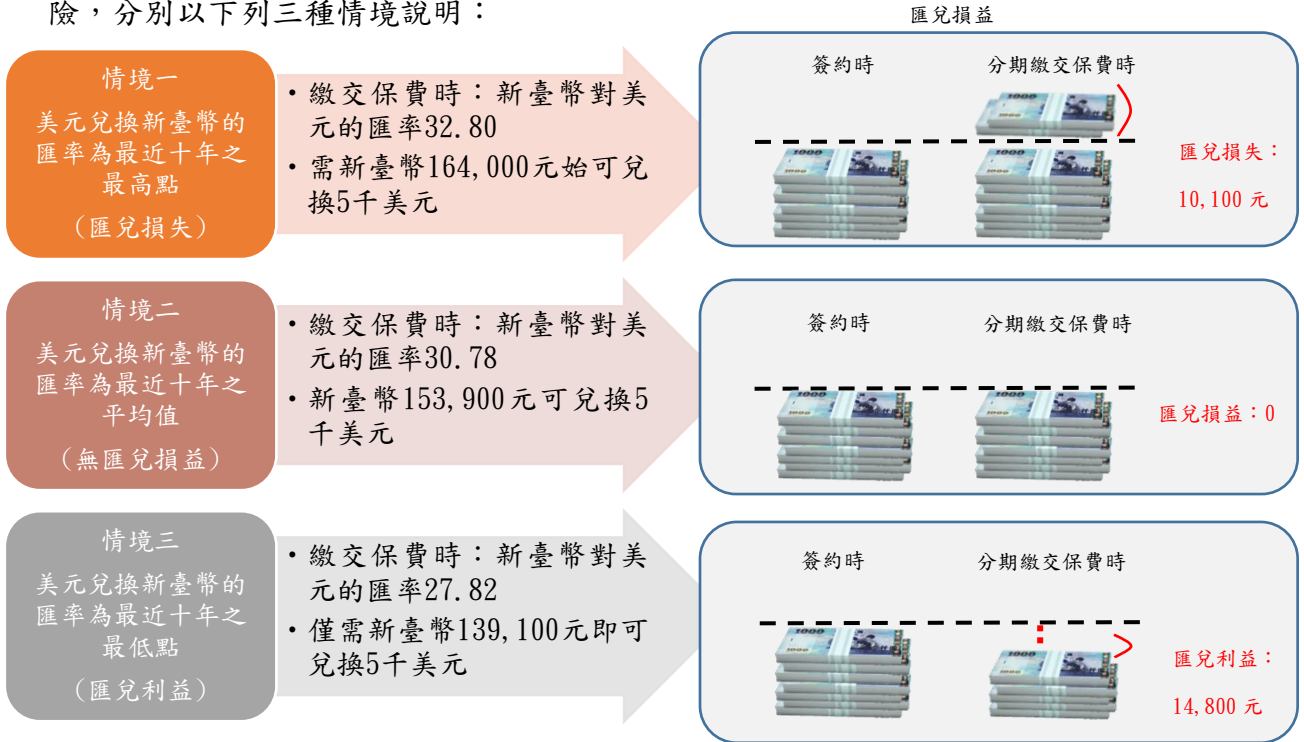 險，分別以下列三種情境說明：
匯兌損益
情境一
美元兌換新臺幣的
匯率為最近十年之
最高點
（匯兌損失）
・繳交保費時：新臺幣對美
元的匯率32.80
・需新臺幣164,000元始可兌
換5千美元
簽約時
分期繳交保費時
匯兌損失：
10,100 元
情境二
美元兌換新臺幣的
匯率為最近十年之
平均值
（無匯兌損益）
・繳交保費時：新臺幣對美
元的匯率30.78
・新臺幣153,900元可兌換5
千美元
簽約時
分期繳交保費時
匯兌損益：0
情境三
美元兌換新臺幣的
匯率為最近十年之
最低點
（匯兌利益）
・繳交保費時：新臺幣對美
元的匯率27.82
・僅需新臺幣139,100元即可
兌換5千美元
簽約時
分期繳交保費時
匯兌利益：
14,800 元